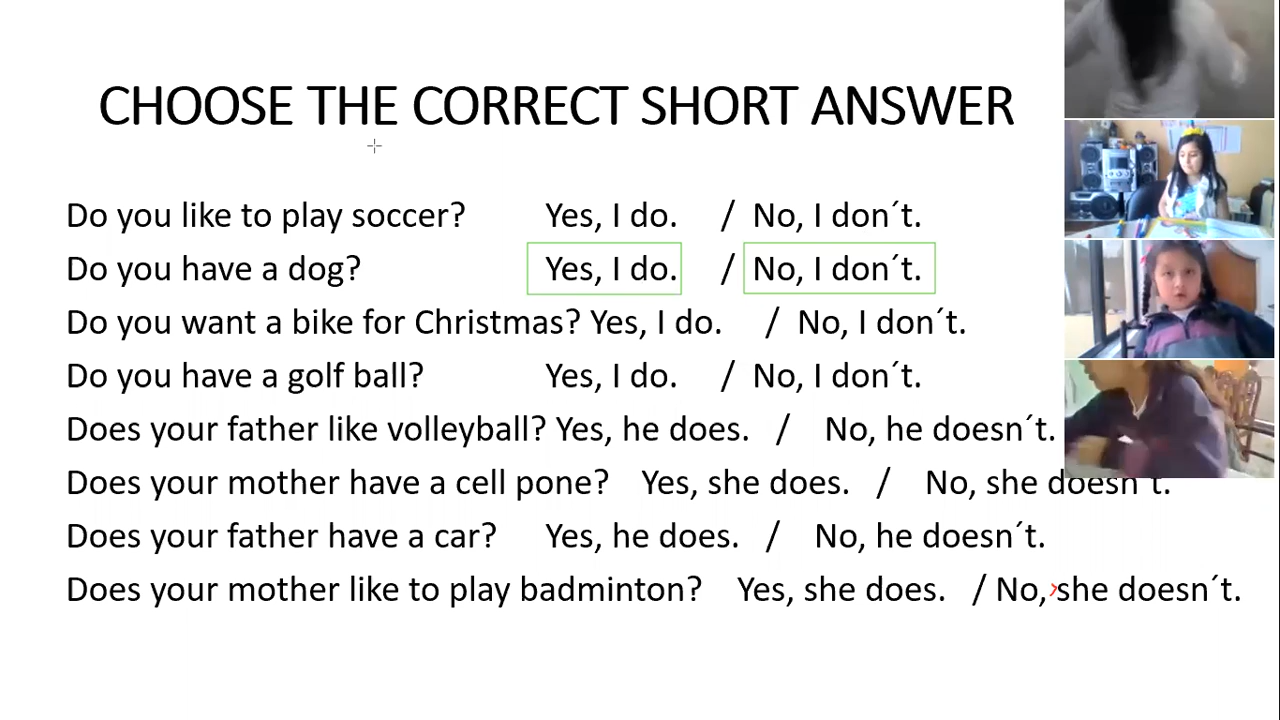 CHOOSE THE CORRECT SHORT ANSWER
Do you like to play soccer? Yes, I do. / No, I don´t.
Do you have a dog? Yes, I do. / No, I don´t.
Do you want a bike for Christmas? Yes, I do. / No, I don´t.
Do you have a golf ball? Yes, I do. / No, I don´t.
Does your father like volleyball? Yes, he does. / No, he doesn´t.
Does your mother have a cell pone? Yes, she does. / No, she doesn´t.
Does your father have a car? Yes, he does. / No, he doesn´t.
Does your mother like to play badminton? Yes, she does. / No, she doesn´t.